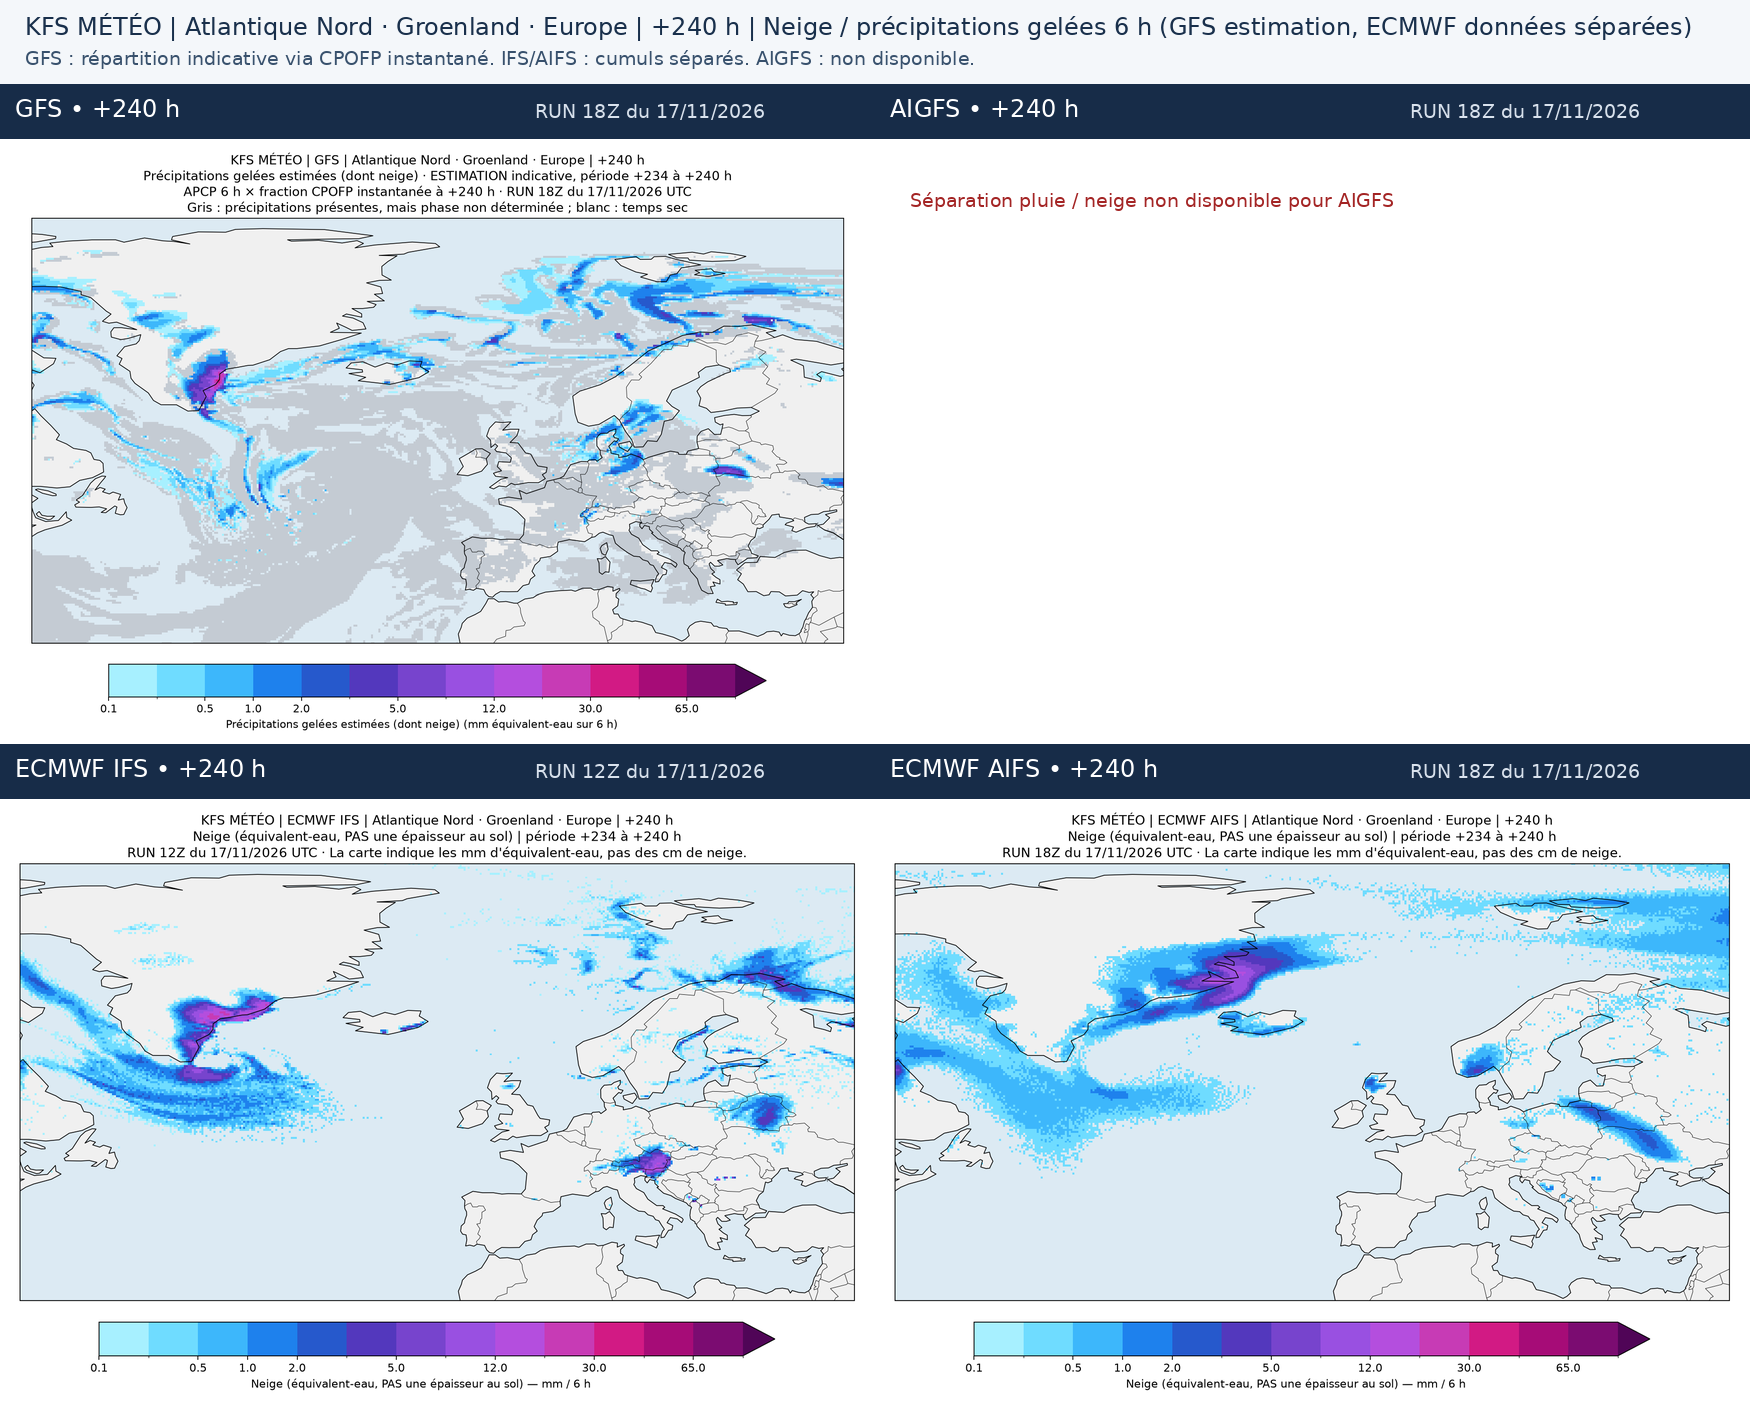 KFS MÉTÉO | Atlantique Nord · Groenland · Europe | +240 h | Neige / précipitations gelées 6 h (GFS estimation, ECMWF données séparées)
GFS : répartition indicative via CPOFP instantané. IFS/AIFS : cumuls séparés. AIGFS : non disponible.
GFS • +240 h
RUN 18Z du 17/11/2026
AIGFS • +240 h
RUN 18Z du 17/11/2026
KFS MÉTÉO | GFS | Atlantique Nord · Groenland · Europe | +240 h
Précipitations gelées estimées (dont neige) · ESTIMATION indicative, période +234 à +240 h
APCP 6 h × fraction CPOFP instantanée à +240 h · RUN 18Z du 17/11/2026 UTC
Gris : précipitations présentes, mais phase non déterminée ; blanc : temps sec
Séparation pluie / neige non disponible pour AIGFS
0.1 0.5 1.0 2.0 5.0 12.0 30.0 65.0
Précipitations gelées estimées (dont neige) (mm équivalent-eau sur 6 h)
ECMWF IFS • +240 h
RUN 12Z du 17/11/2026
ECMWF AIFS • +240 h
RUN 18Z du 17/11/2026
KFS MÉTÉO | ECMWF IFS | Atlantique Nord · Groenland · Europe | +240 h
Neige (équivalent-eau, PAS une épaisseur au sol) | période +234 à +240 h
RUN 12Z du 17/11/2026 UTC · La carte indique les mm d'équivalent-eau, pas des cm de neige.
KFS MÉTÉO | ECMWF AIFS | Atlantique Nord · Groenland · Europe | +240 h
Neige (équivalent-eau, PAS une épaisseur au sol) | période +234 à +240 h
RUN 18Z du 17/11/2026 UTC · La carte indique les mm d'équivalent-eau, pas des cm de neige.
0.1 0.5 1.0 2.0 5.0 12.0 30.0 65.0
Neige (équivalent-eau, PAS une épaisseur au sol) — mm / 6 h
0.1 0.5 1.0 2.0 5.0 12.0 30.0 65.0
Neige (équivalent-eau, PAS une épaisseur au sol) — mm / 6 h